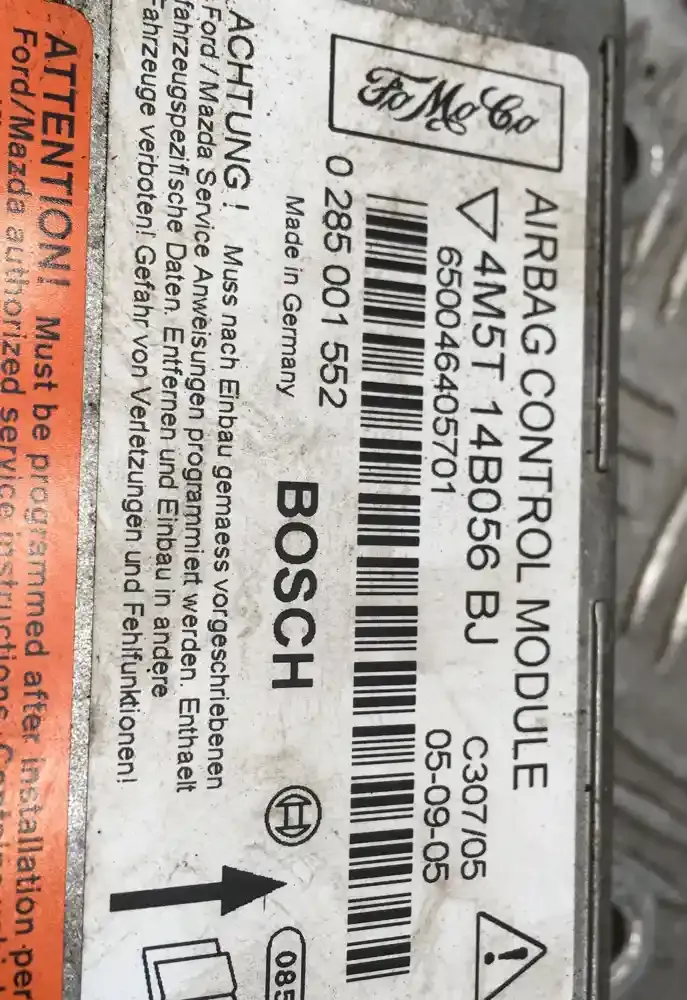 FoMoCo
AIRBAG CONTROL MODULE
4M5T 14B056 BJ
C307/05
650046405701
05-09-05
0 285 001 552
Made in Germany
BOSCH
085
ACHTUNG ! Muss nach Einbau gemaess vorgeschriebenen
Ford / Mazda Service Anweisungen programmiert werden. Enthaelt
fahrzeugspezifische Daten. Entfernen und Einbau in andere
Fahrzeuge verboten! Gefahr von Verletzungen und Fehlfunktionen!
ATTENTION! Must be programmed after installation per
Ford/Mazda authorized service instructions.